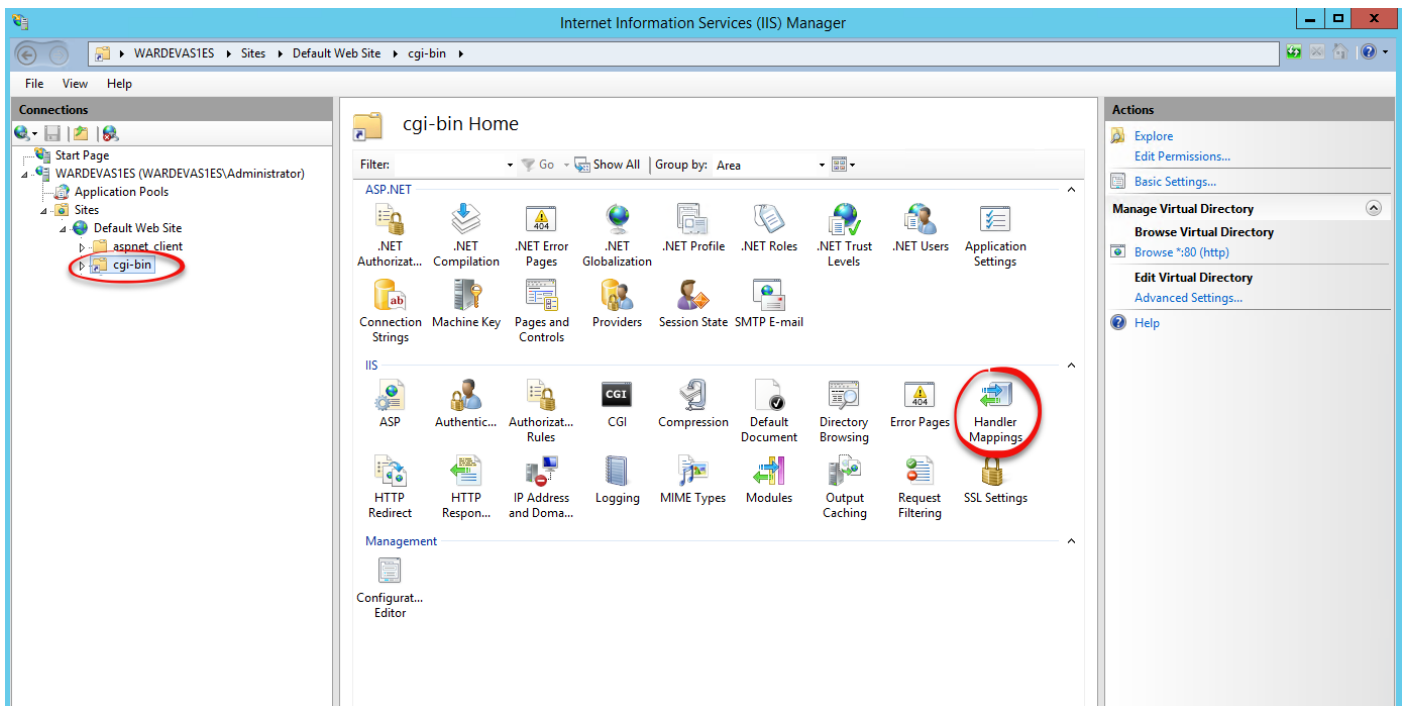 Internet Information Services (IIS) Manager
WARDEVAS1ES Sites Default Web Site cgi-bin
File View Help
Connections
Start Page
WARDEVAS1ES (WARDEVAS1ES\Administrator)
Application Pools
Sites
Default Web Site
aspnet_client
cgi-bin
cgi-bin Home
Filter: Go Show All Group by: Area
ASP.NET
.NET Authorizat...
.NET Compilation
.NET Error Pages
.NET Globalization
.NET Profile
.NET Roles
.NET Trust Levels
.NET Users
Application Settings
Connection Strings
Machine Key
Pages and Controls
Providers
Session State
SMTP E-mail
IIS
ASP
Authentic...
Authorizat... Rules
CGI
CGI
Compression
Default Document
Directory Browsing
Error Pages
Handler Mappings
HTTP Redirect
HTTP Respon...
IP Address and Doma...
Logging
MIME Types
Modules
Output Caching
Request Filtering
SSL Settings
Management
Configurat... Editor
Actions
Explore
Edit Permissions...
Basic Settings...
Manage Virtual Directory
Browse Virtual Directory
Browse *:80 (http)
Edit Virtual Directory
Advanced Settings...
Help
404
ab
404